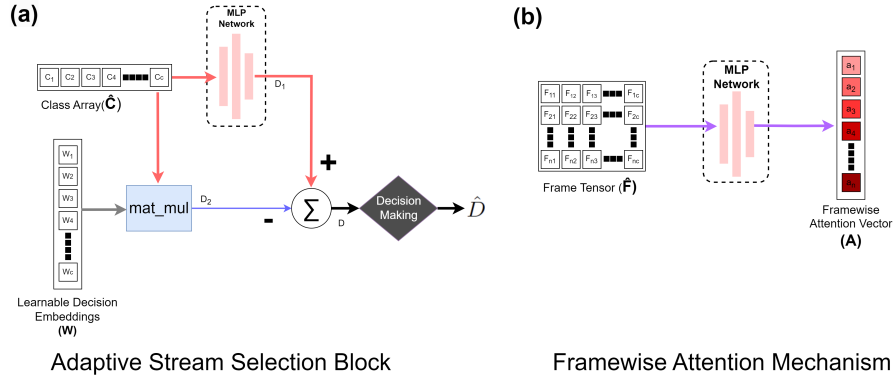 (a)
MLP
Network
C1 C2 C3 C4 Cc
Class Array(Ĉ)
D1
W1
W2
W3
W4
Wc
mat_mul
D2
+
-
∑
D
Decision
Making
D̂
Learnable Decision
Embeddings
(W)
Adaptive Stream Selection Block
(b)
MLP
Network
F11 F12 F13 F1c
F21 F22 F23 F2c
Fn1 Fn2 Fn3 Fnc
Frame Tensor (F̂)
a1
a2
a3
a4
an
Framewise
Attention Vector
(A)
Framewise Attention Mechanism